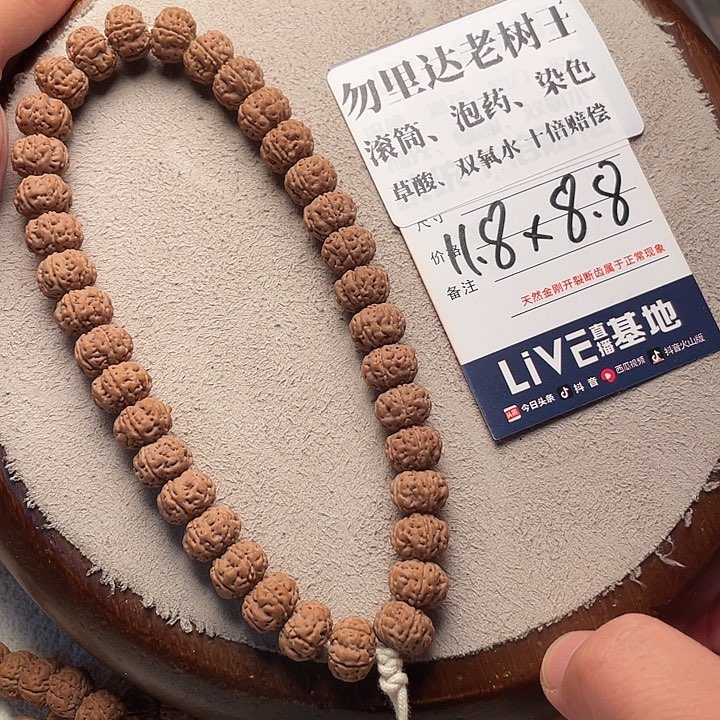 勿里达老树王
滚筒、泡药、染色
草酸、双氧水 十倍赔偿
尺寸
11.8×8.8
价格
备注
天然金刚开裂断齿属于正常现象
LiVE直播基地
今日头条 抖音 西瓜视频 抖音火山版